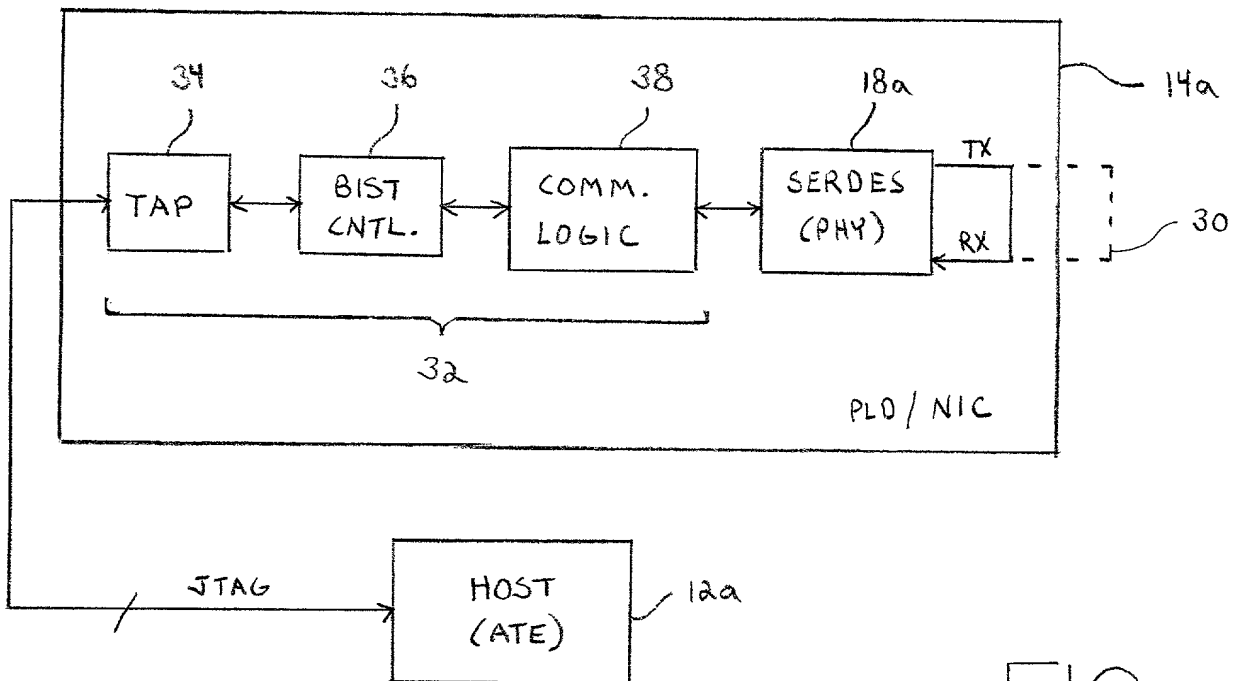 34
36
38
18a
14a
TAP
BIST
CNTL.
COMM.
LOGIC
SERDES
(PHY)
TX
RX
30
32
PLD / NIC
JTAG
HOST
(ATE)
12a